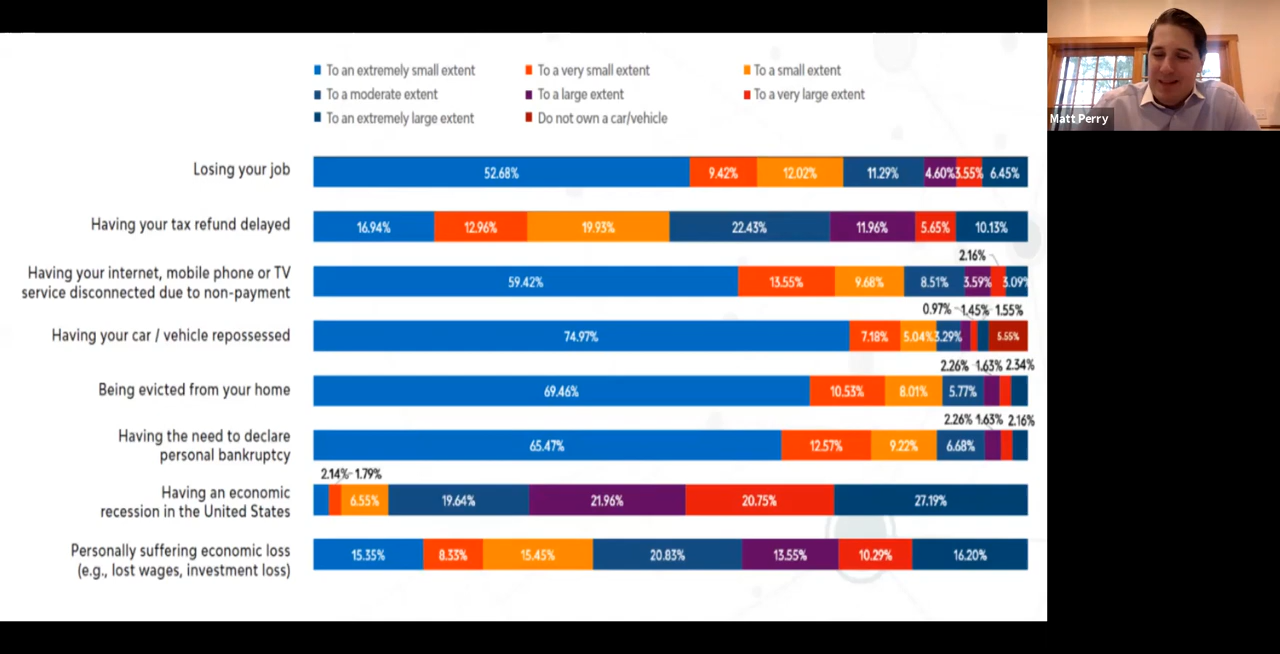 To an extremely small extent
To a very small extent
To a small extent
To a moderate extent
To a large extent
To a very large extent
To an extremely large extent
Do not own a car/vehicle
Matt Perry
Losing your job
52.68% 9.42% 12.02% 11.29% 4.60% 3.55% 6.45%
Having your tax refund delayed
16.94% 12.96% 19.93% 22.43% 11.96% 5.65% 10.13%
2.16%
Having your internet, mobile phone or TV
service disconnected due to non-payment
59.42% 13.55% 9.68% 8.51% 3.59% 3.09%
0.97% 1.45% 1.55%
Having your car / vehicle repossessed
74.97% 7.18% 5.04% 3.29% 5.55%
2.26% 1.63% 2.34%
Being evicted from your home
69.46% 10.53% 8.01% 5.77%
2.26% 1.63% 2.16%
Having the need to declare
personal bankruptcy
65.47% 12.57% 9.22% 6.68%
2.14% 1.79%
Having an economic
recession in the United States
6.55% 19.64% 21.96% 20.75% 27.19%
Personally suffering economic loss
(e.g., lost wages, investment loss)
15.35% 8.33% 15.45% 20.83% 13.55% 10.29% 16.20%